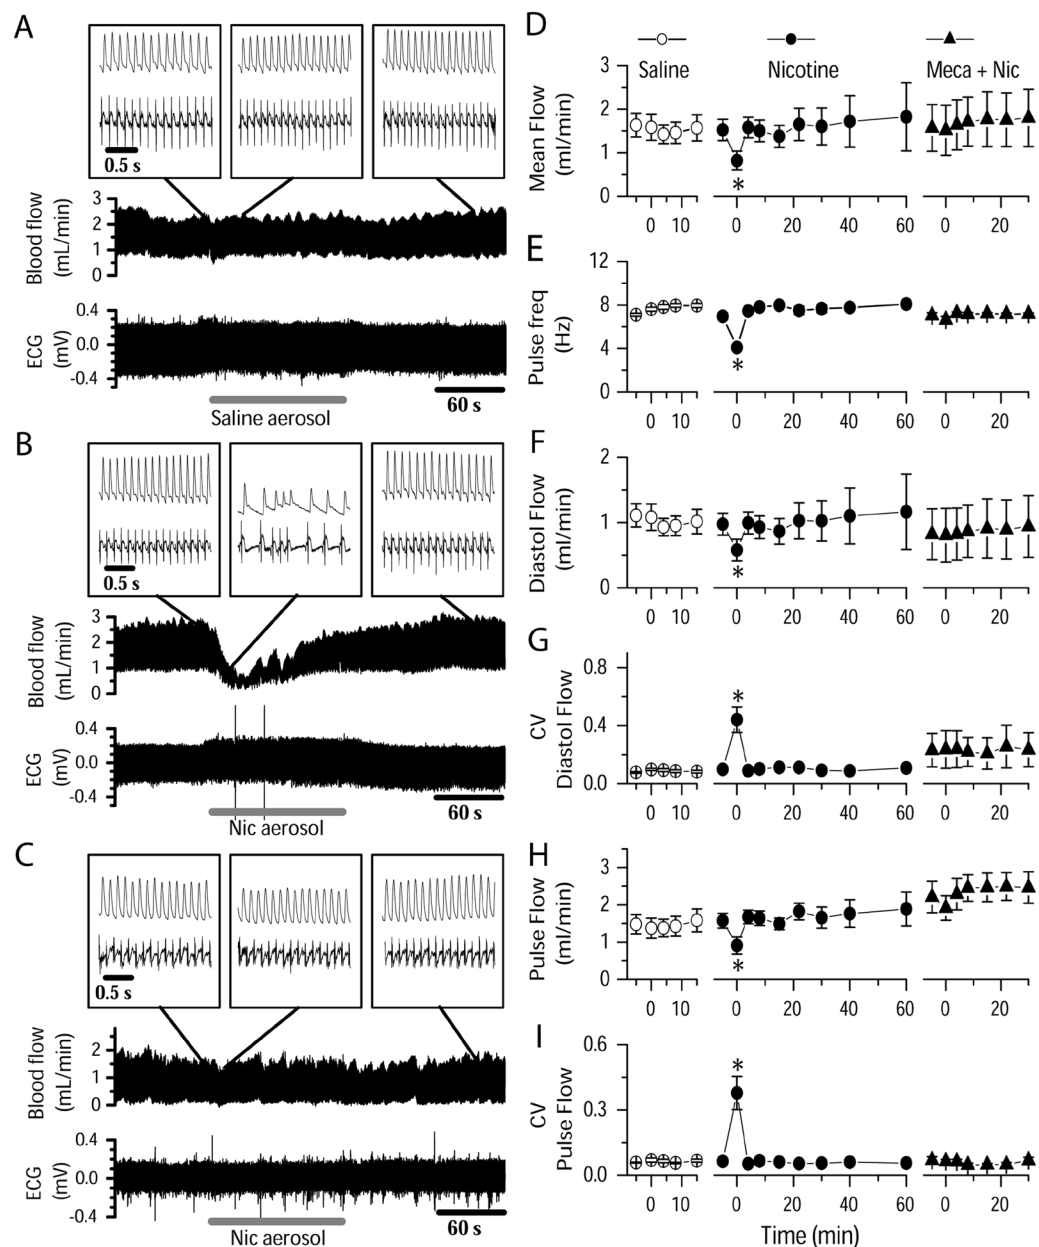 A
0.5 s
Blood flow
(mL/min)
3
2
1
0
ECG
(mV)
0.4
0.0
-0.4
60 s
Saline aerosol
B
0.5 s
Blood flow
(mL/min)
3
2
1
0
ECG
(mV)
0.4
0.0
-0.4
60 s
Nic aerosol
C
0.5 s
Blood flow
(mL/min)
2
1
0
ECG
(mV)
0.4
0.0
-0.4
60 s
Nic aerosol
D
Saline
Nicotine
Meca + Nic
Mean Flow
(ml/min)
3
2
1
0
*
0 10 0 20 40 60 0 20
E
Pulse freq
(Hz)
12
8
4
0
*
0 10 0 20 40 60 0 20
F
Diastol Flow
(ml/min)
2
1
0
*
0 10 0 20 40 60 0 20
G
CV
Diastol Flow
0.8
0.4
0.0
*
0 10 0 20 40 60 0 20
H
Pulse Flow
(ml/min)
3
2
1
0
*
0 10 0 20 40 60 0 20
I
CV
Pulse Flow
0.6
0.3
0.0
*
0 10 0 20 40 60 0 20
Time (min)